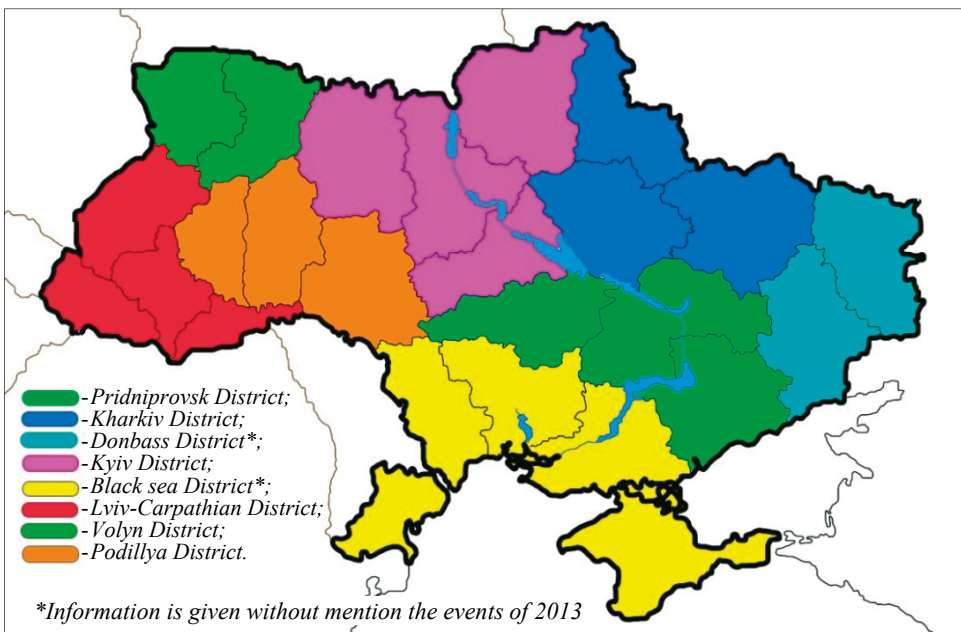 -Pridniprovsk District;
-Kharkiv District;
-Donbass District*;
-Kyiv District;
-Black sea District*;
-Lviv-Carpathian District;
-Volyn District;
-Podillya District.
*Information is given without mention the events of 2013